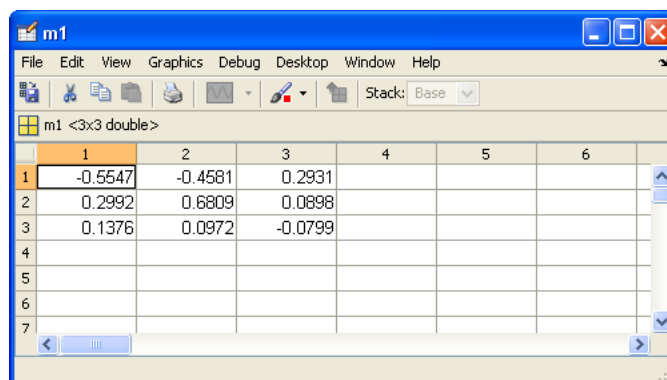 m1
File Edit View Graphics Debug Desktop Window Help
Stack: Base
m1 <3x3 double>
1 2 3 4 5 6
1 -0.5547 -0.4581 0.2931
2 0.2992 0.6809 0.0898
3 0.1376 0.0972 -0.0799
4
5
6
7